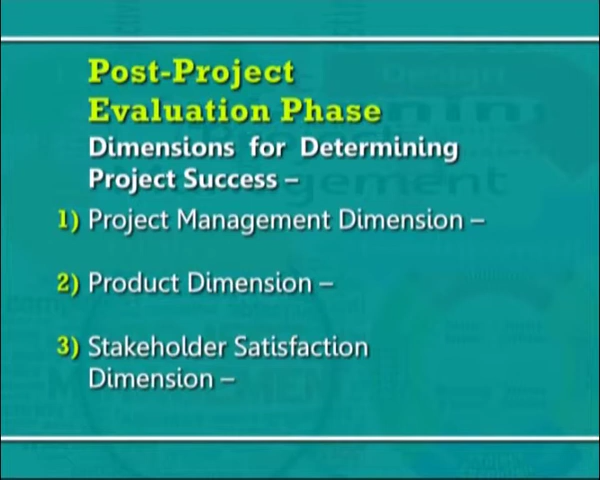 Post-Project
Evaluation Phase
Dimensions for Determining
Project Success –
1) Project Management Dimension –
2) Product Dimension –
3) Stakeholder Satisfaction
Dimension –